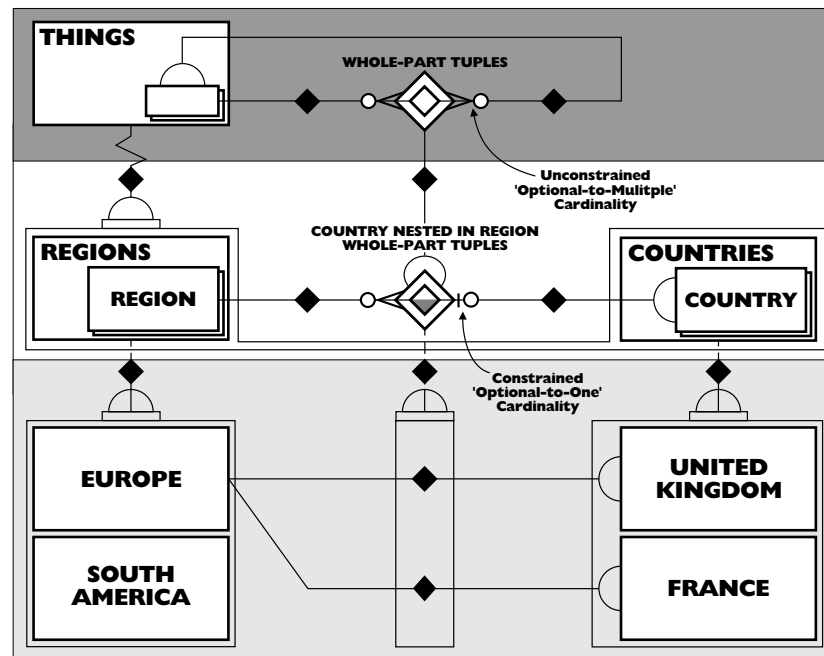 THINGS
WHOLE-PART TUPLES
Unconstrained
'Optional-to-Mulitple'
Cardinality
COUNTRY NESTED IN REGION
WHOLE-PART TUPLES
REGIONS
REGION
COUNTRIES
COUNTRY
Constrained
'Optional-to-One'
Cardinality
EUROPE
UNITED
KINGDOM
SOUTH
AMERICA
FRANCE